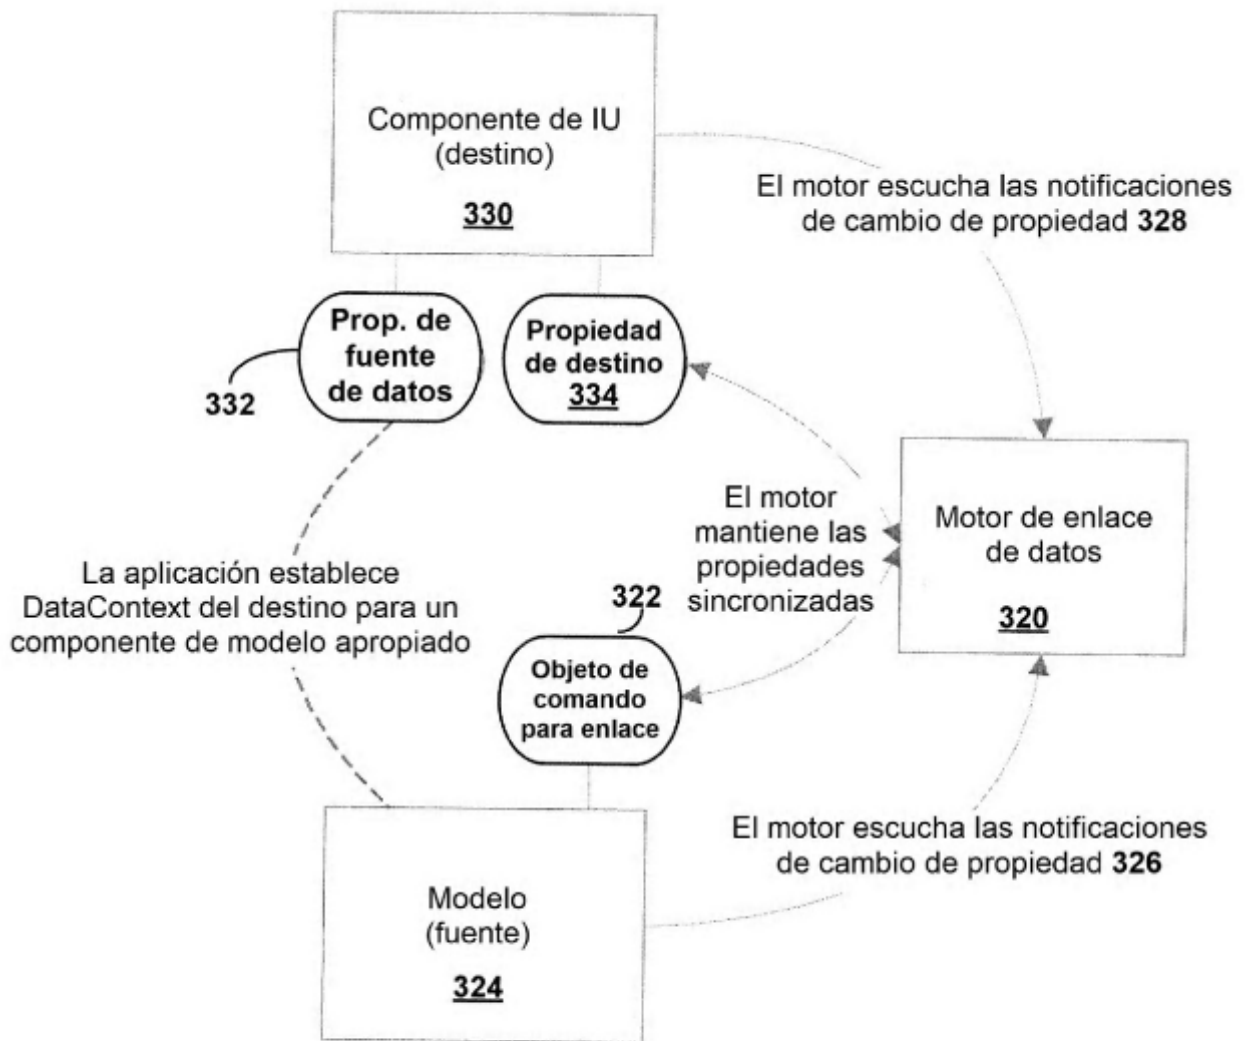 Componente de IU
(destino)
330
El motor escucha las notificaciones
de cambio de propiedad 328
Prop. de
fuente
de datos
332
Propiedad
de destino
334
El motor
mantiene las
propiedades
sincronizadas
Motor de enlace
de datos
320
La aplicación establece
DataContext del destino para un
componente de modelo apropiado
322
Objeto de
comando
para enlace
El motor escucha las notificaciones
de cambio de propiedad 326
Modelo
(fuente)
324